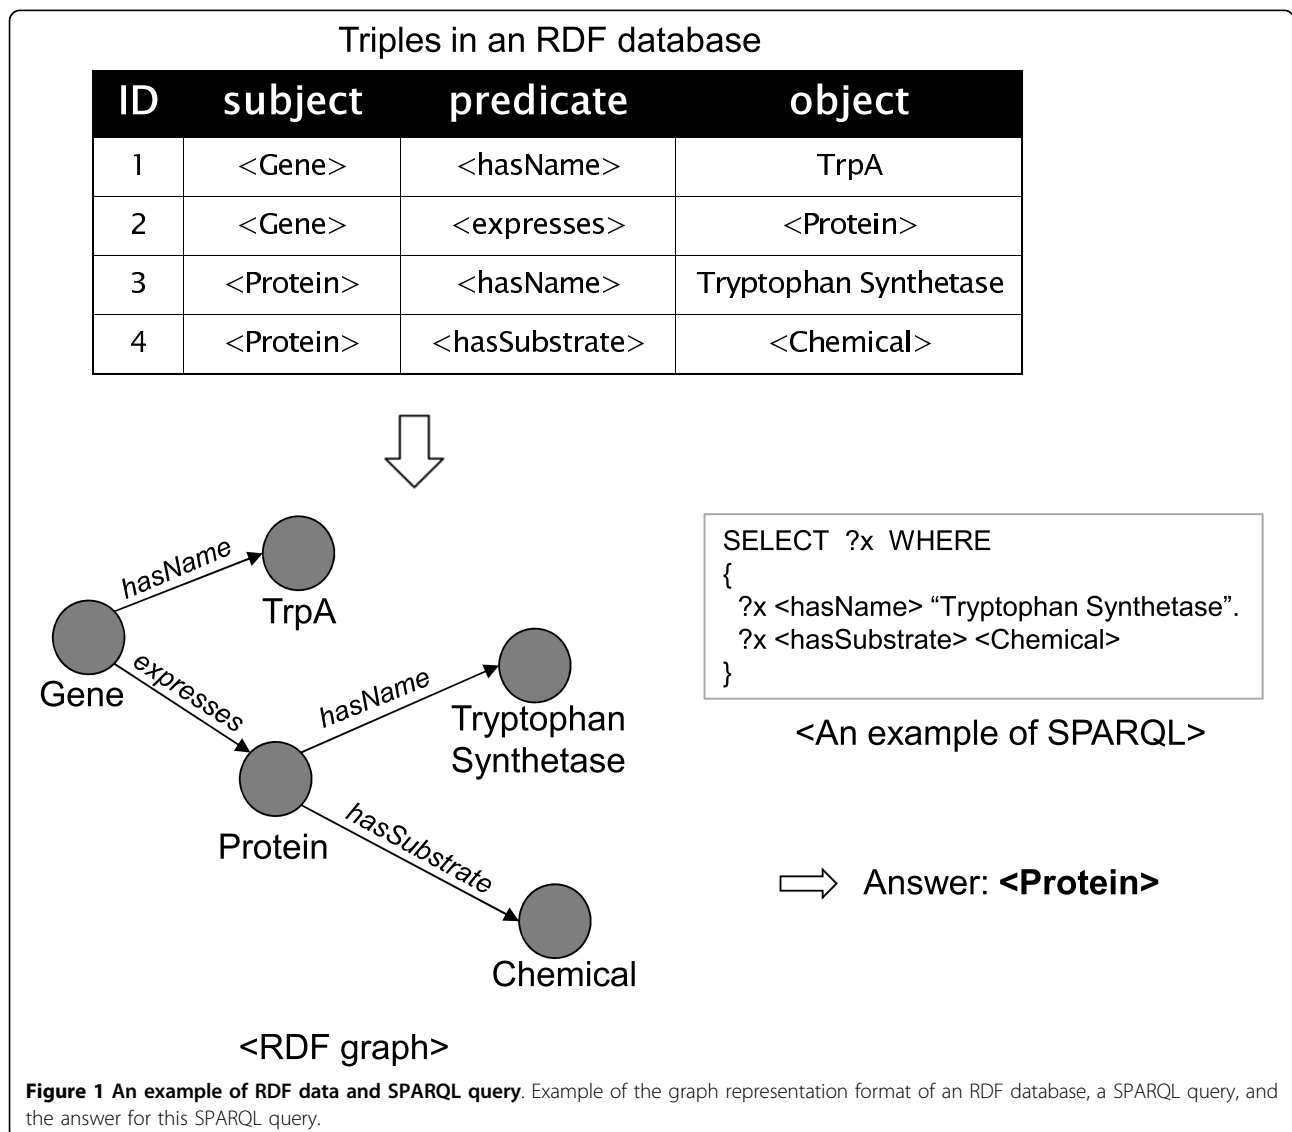 Triples in an RDF database
ID subject predicate object
1 <Gene> <hasName> TrpA
2 <Gene> <expresses> <Protein>
3 <Protein> <hasName> Tryptophan Synthetase
4 <Protein> <hasSubstrate> <Chemical>
hasName
TrpA
Gene
expresses
hasName
Tryptophan
Synthetase
Protein
hasSubstrate
Chemical
<RDF graph>
SELECT ?x WHERE
{
?x <hasName> “Tryptophan Synthetase”.
?x <hasSubstrate> <Chemical>
}
<An example of SPARQL>
Answer: <Protein>
Figure 1 An example of RDF data and SPARQL query. Example of the graph representation format of an RDF database, a SPARQL query, and
the answer for this SPARQL query.